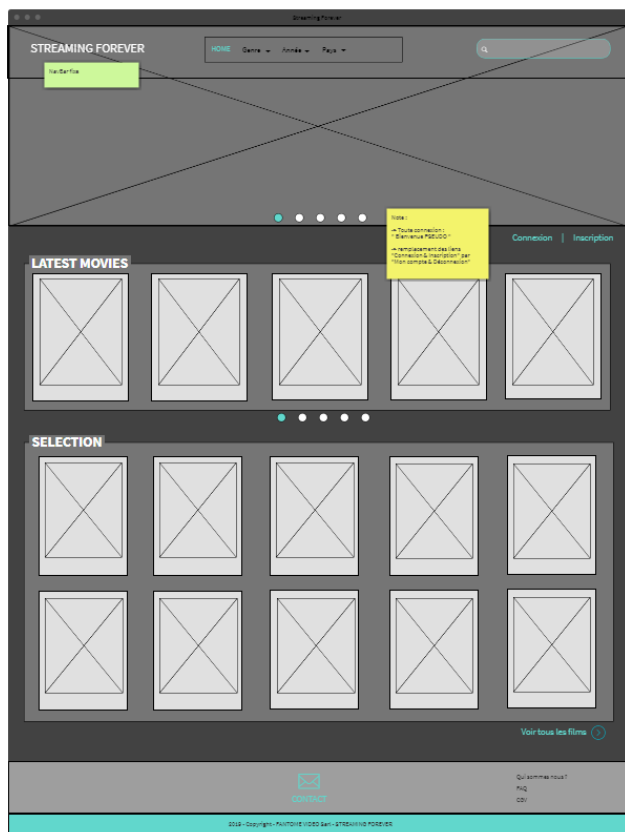 Streaming Forever
STREAMING FOREVER
HOME Genre Année Pays
NavBar fixe
Note :
-> Toute connexion :
" Bienvenue PSEUDO "
-> remplacement des liens
"Connexion & Inscription" par
"Mon compte & Déconnexion"
Connexion | Inscription
LATEST MOVIES
SELECTION
Voir tous les films
CONTACT
Qui sommes nous ?
FAQ
CGV
2019 - Copyright - FANTOME VIDEO Sarl - STREAMING FOREVER